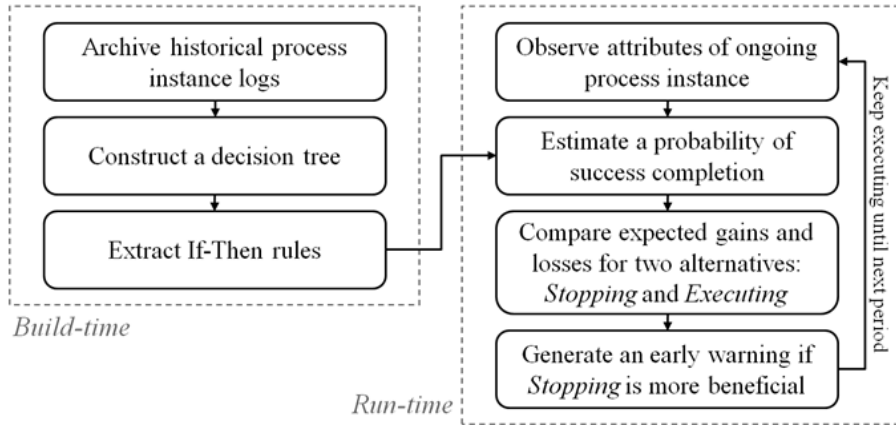 Archive historical process
instance logs
Construct a decision tree
Extract If-Then rules
Build-time
Observe attributes of ongoing
process instance
Estimate a probability of
success completion
Compare expected gains and
losses for two alternatives:
Stopping and Executing
Generate an early warning if
Stopping is more beneficial
Keep executing until next period
Run-time